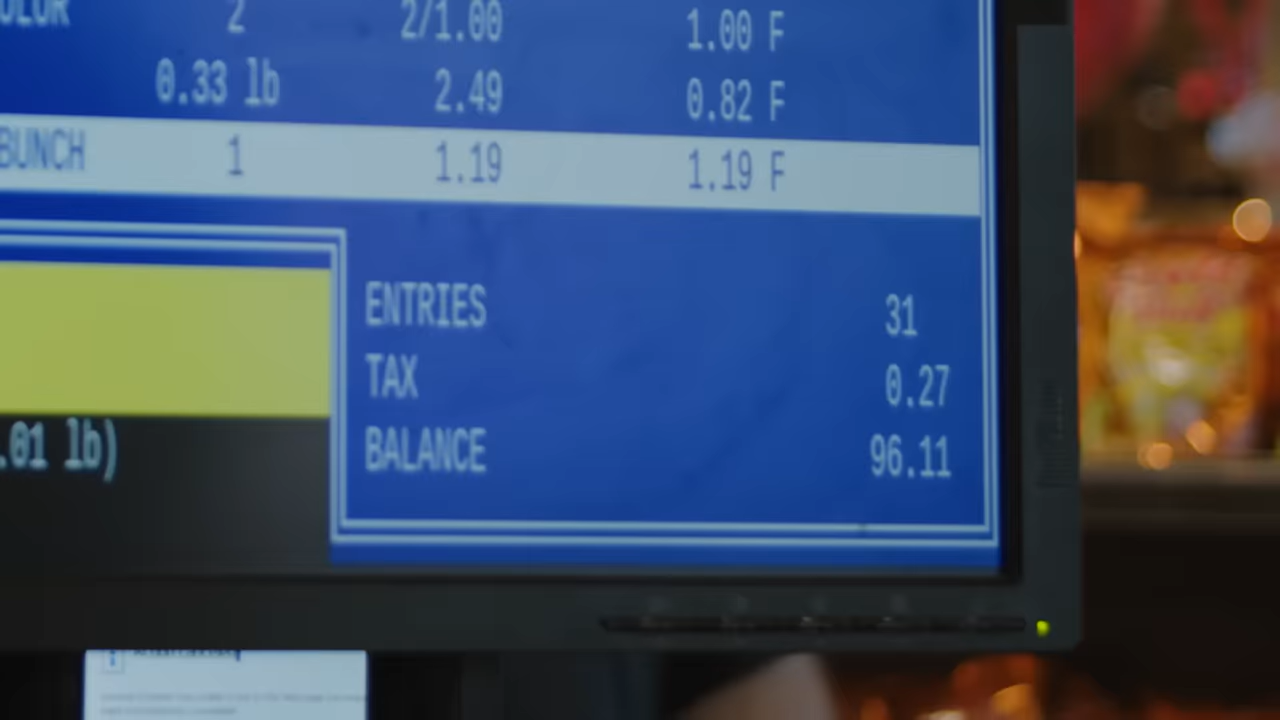 OLOR 2 2/1.00 1.00 F
0.33 lb 2.49 0.82 F
BUNCH 1 1.19 1.19 F
ENTRIES 31
TAX 0.27
BALANCE 96.11
.01 lb)